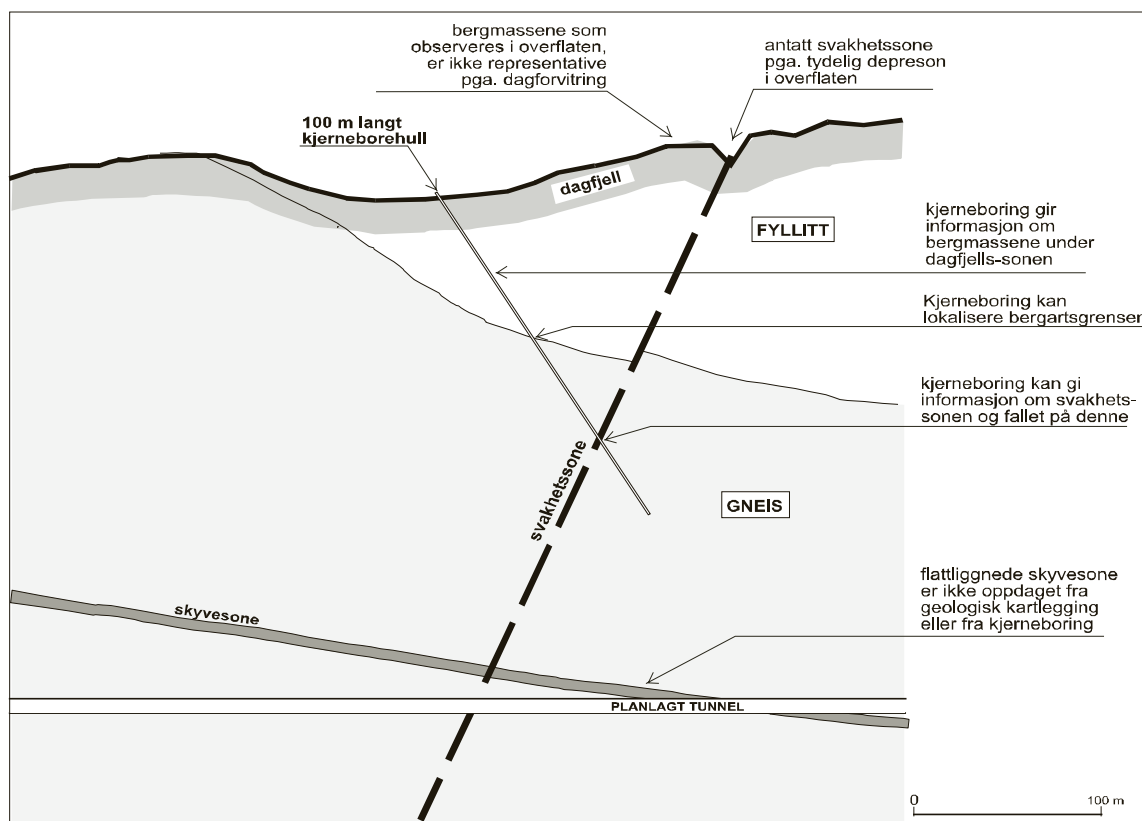 bergmassene som
observeres i overflaten,
er ikke representative
pga. dagforvitring
antatt svakhetssone
pga. tydelig depreson
i overflaten
100 m langt
kjerneborehull
dagfjell
FYLLITT
kjerneboring gir
informasjon om
bergmassene under
dagfjells-sonen
Kjerneboring kan
lokalisere bergartsgrensen
kjerneboring kan gi
informasjon om svakhets-
sonen og fallet på denne
svakhetssone
GNEIS
flattliggnede skyvesone
er ikke oppdaget fra
geologisk kartlegging
eller fra kjerneboring
skyvesone
PLANLAGT TUNNEL
0 100 m